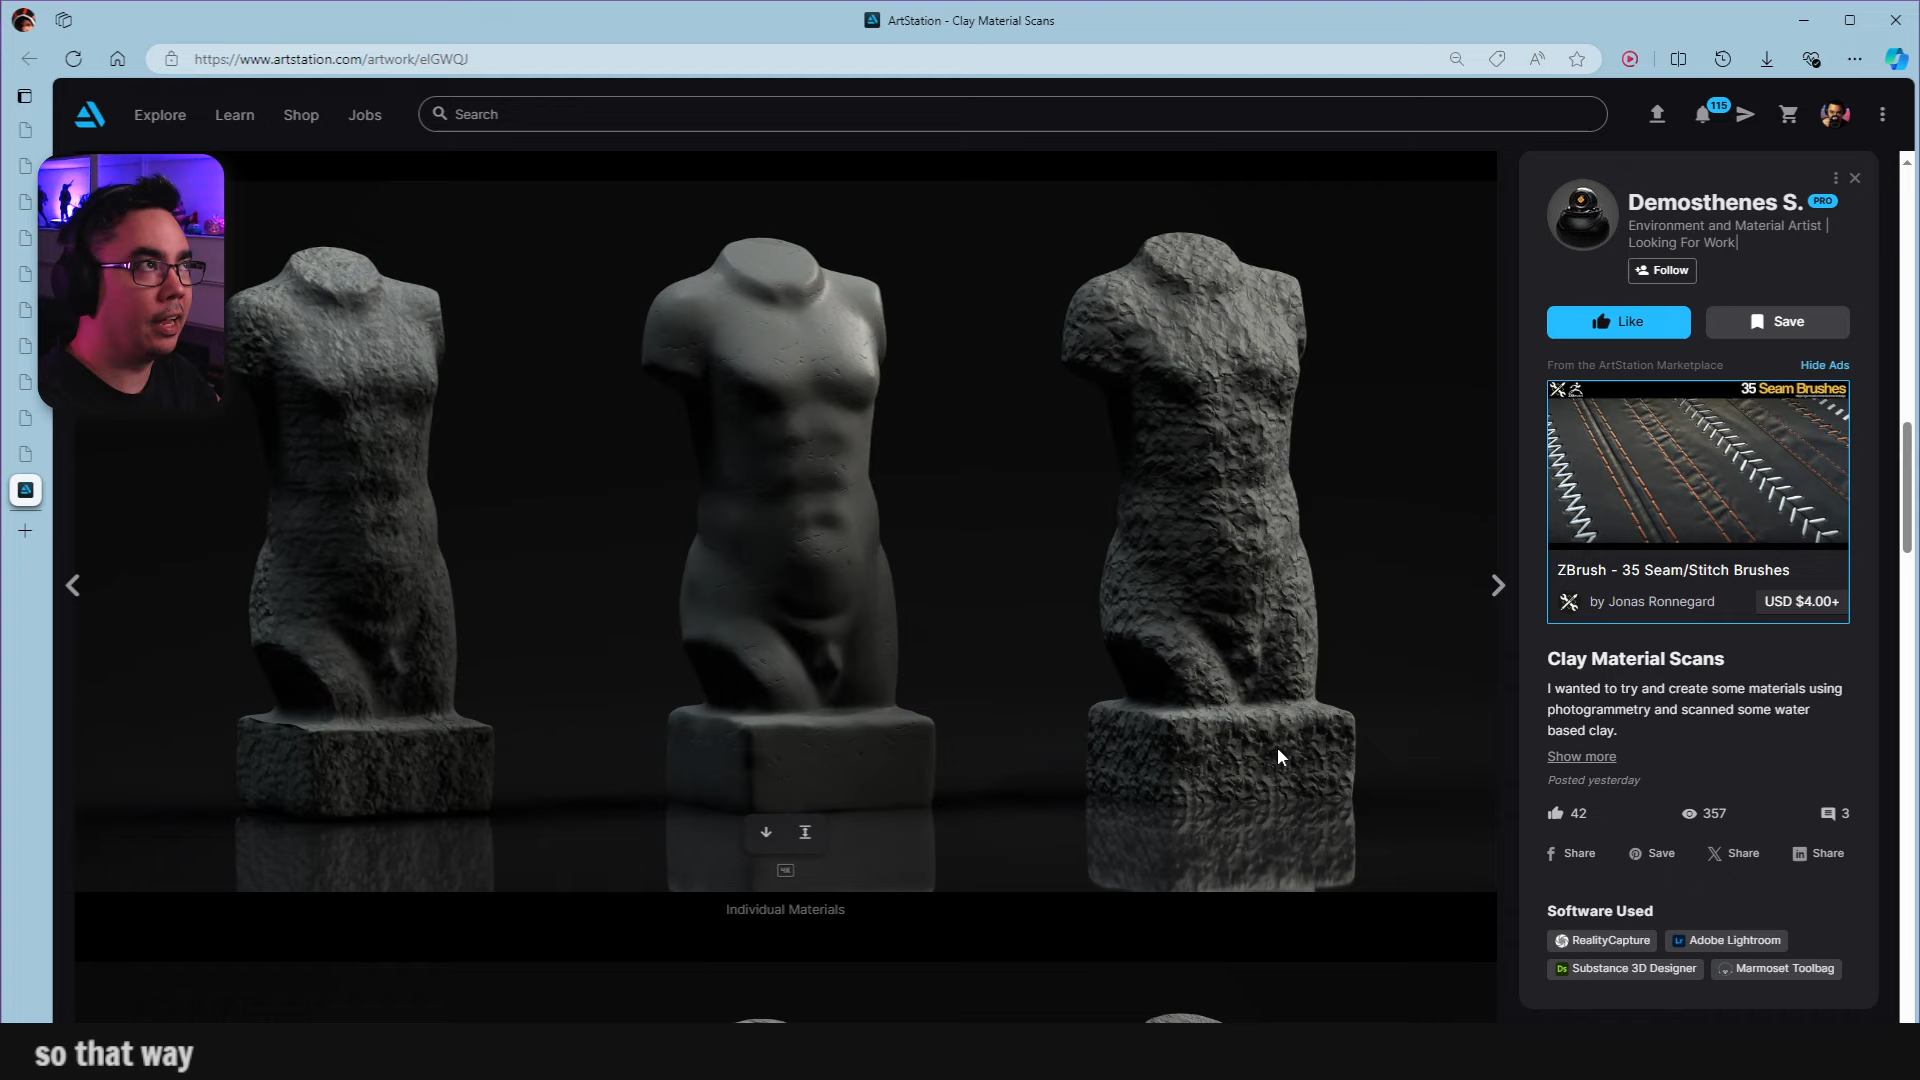 ArtStation - Clay Material Scans
https://www.artstation.com/artwork/elGWQJ
Explore
Learn
Shop
Jobs
Search
115
Demosthenes S. PRO
Environment and Material Artist |
Looking For Work|
Follow
Like
Save
From the ArtStation Marketplace
Hide Ads
35 Seam Brushes
ZBrush - 35 Seam/Stitch Brushes
by Jonas Ronnegard
USD $4.00+
Clay Material Scans
I wanted to try and create some materials using
photogrammetry and scanned some water
based clay.
Show more
Posted yesterday
42
357
3
Share
Save
Share
Share
Software Used
RealityCapture
Lr Adobe Lightroom
Ds Substance 3D Designer
Marmoset Toolbag
4K
Individual Materials
so that way